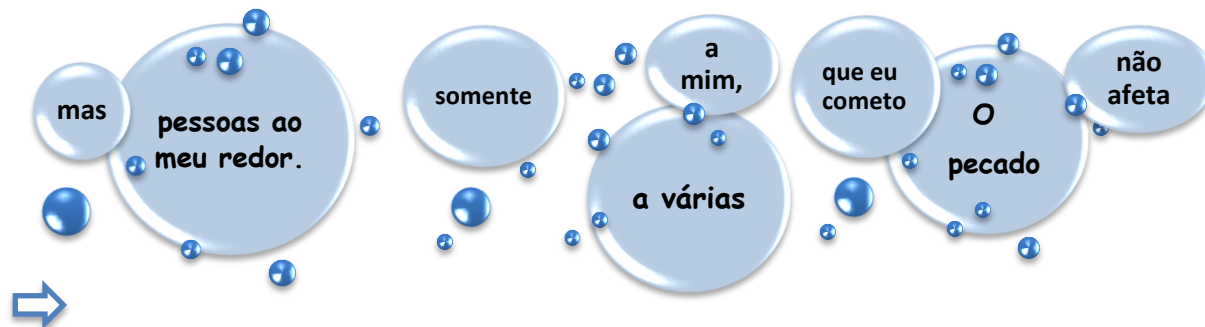 mas
pessoas ao
meu redor.
somente
a
mim,
a várias
que eu
cometo
O
pecado
não
afeta